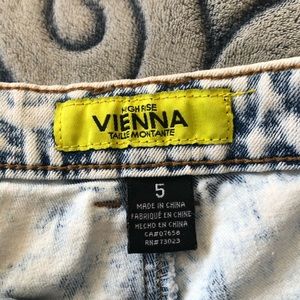 HIGH RISE
VIENNA
TAILLE MONTANTE
5
MADE IN CHINA
FABRIQUÉ EN CHINE
HECHO EN CHINA
CA#07658
RN#73023